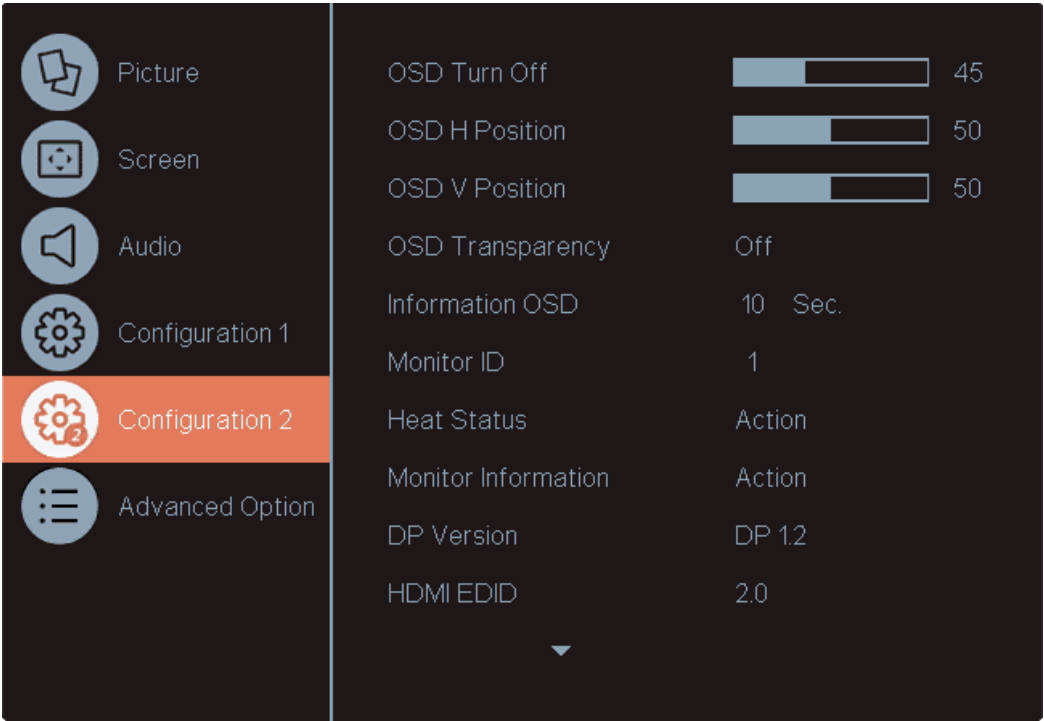 Picture
Screen
Audio
Configuration 1
Configuration 2
2
Advanced Option
OSD Turn Off 45
OSD H Position 50
OSD V Position 50
OSD Transparency Off
Information OSD 10 Sec.
Monitor ID 1
Heat Status Action
Monitor Information Action
DP Version DP 1.2
HDMI EDID 2.0